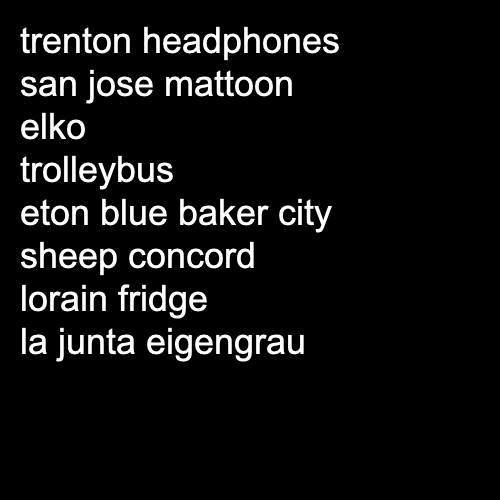 trenton headphones
san jose mattoon
elko
trolleybus
eton blue baker city
sheep concord
lorain fridge
la junta eigengrau